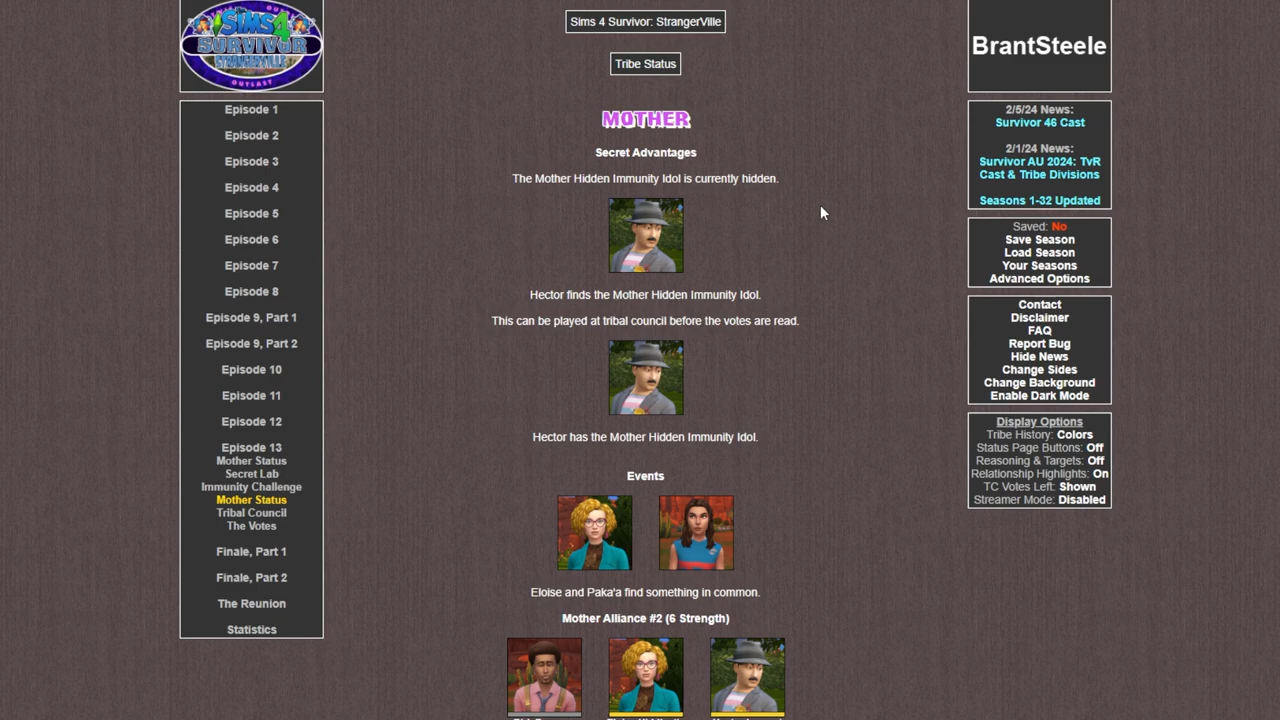 SiMS 4
SURVIVOR
STRANGERVILLE
OUTLAST
Episode 1
Episode 2
Episode 3
Episode 4
Episode 5
Episode 6
Episode 7
Episode 8
Episode 9, Part 1
Episode 9, Part 2
Episode 10
Episode 11
Episode 12
Episode 13
Mother Status
Secret Lab
Immunity Challenge
Mother Status
Tribal Council
The Votes
Finale, Part 1
Finale, Part 2
The Reunion
Statistics
Sims 4 Survivor: StrangerVille
Tribe Status
MOTHER
Secret Advantages
The Mother Hidden Immunity Idol is currently hidden.
Hector finds the Mother Hidden Immunity Idol.
This can be played at tribal council before the votes are read.
Hector has the Mother Hidden Immunity Idol.
Events
Eloise and Paka'a find something in common.
Mother Alliance #2 (6 Strength)
BrantSteele
2/5/24 News:
Survivor 46 Cast
2/1/24 News:
Survivor AU 2024: TvR
Cast & Tribe Divisions
Seasons 1-32 Updated
Saved: No
Save Season
Load Season
Your Seasons
Advanced Options
Contact
Disclaimer
FAQ
Report Bug
Hide News
Change Sides
Change Background
Enable Dark Mode
Display Options
Tribe History: Colors
Status Page Buttons: Off
Reasoning & Targets: Off
Relationship Highlights: On
TC Votes Left: Shown
Streamer Mode: Disabled